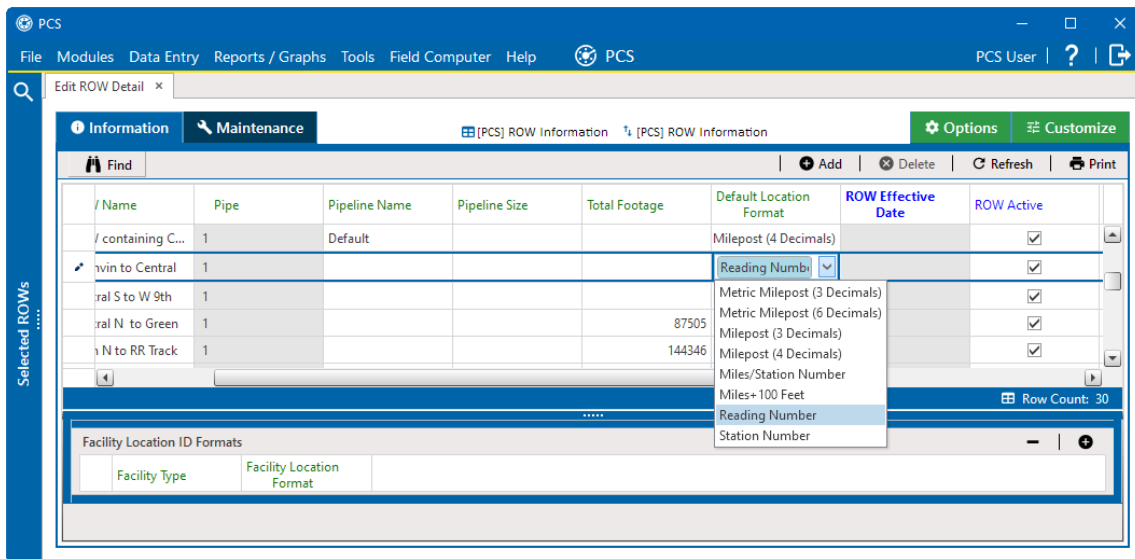 PCS
File Modules Data Entry Reports / Graphs Tools Field Computer Help PCS PCS User | ? |
Edit ROW Detail ×
Information Maintenance [PCS] ROW Information [PCS] ROW Information Options Customize
Find Add | Delete | Refresh | Print
/ Name Pipe Pipeline Name Pipeline Size Total Footage Default Location Format ROW Effective Date ROW Active
/ containing C... 1 Default Milepost (4 Decimals)
nvin to Central 1 Reading Numb
tral S to W 9th 1
tral N to Green 1 87505
N to RR Track 1 144346
Metric Milepost (3 Decimals)
Metric Milepost (6 Decimals)
Milepost (3 Decimals)
Milepost (4 Decimals)
Miles/Station Number
Miles+100 Feet
Reading Number
Station Number
Selected ROWs
Row Count: 30
Facility Location ID Formats
Facility Type Facility Location Format